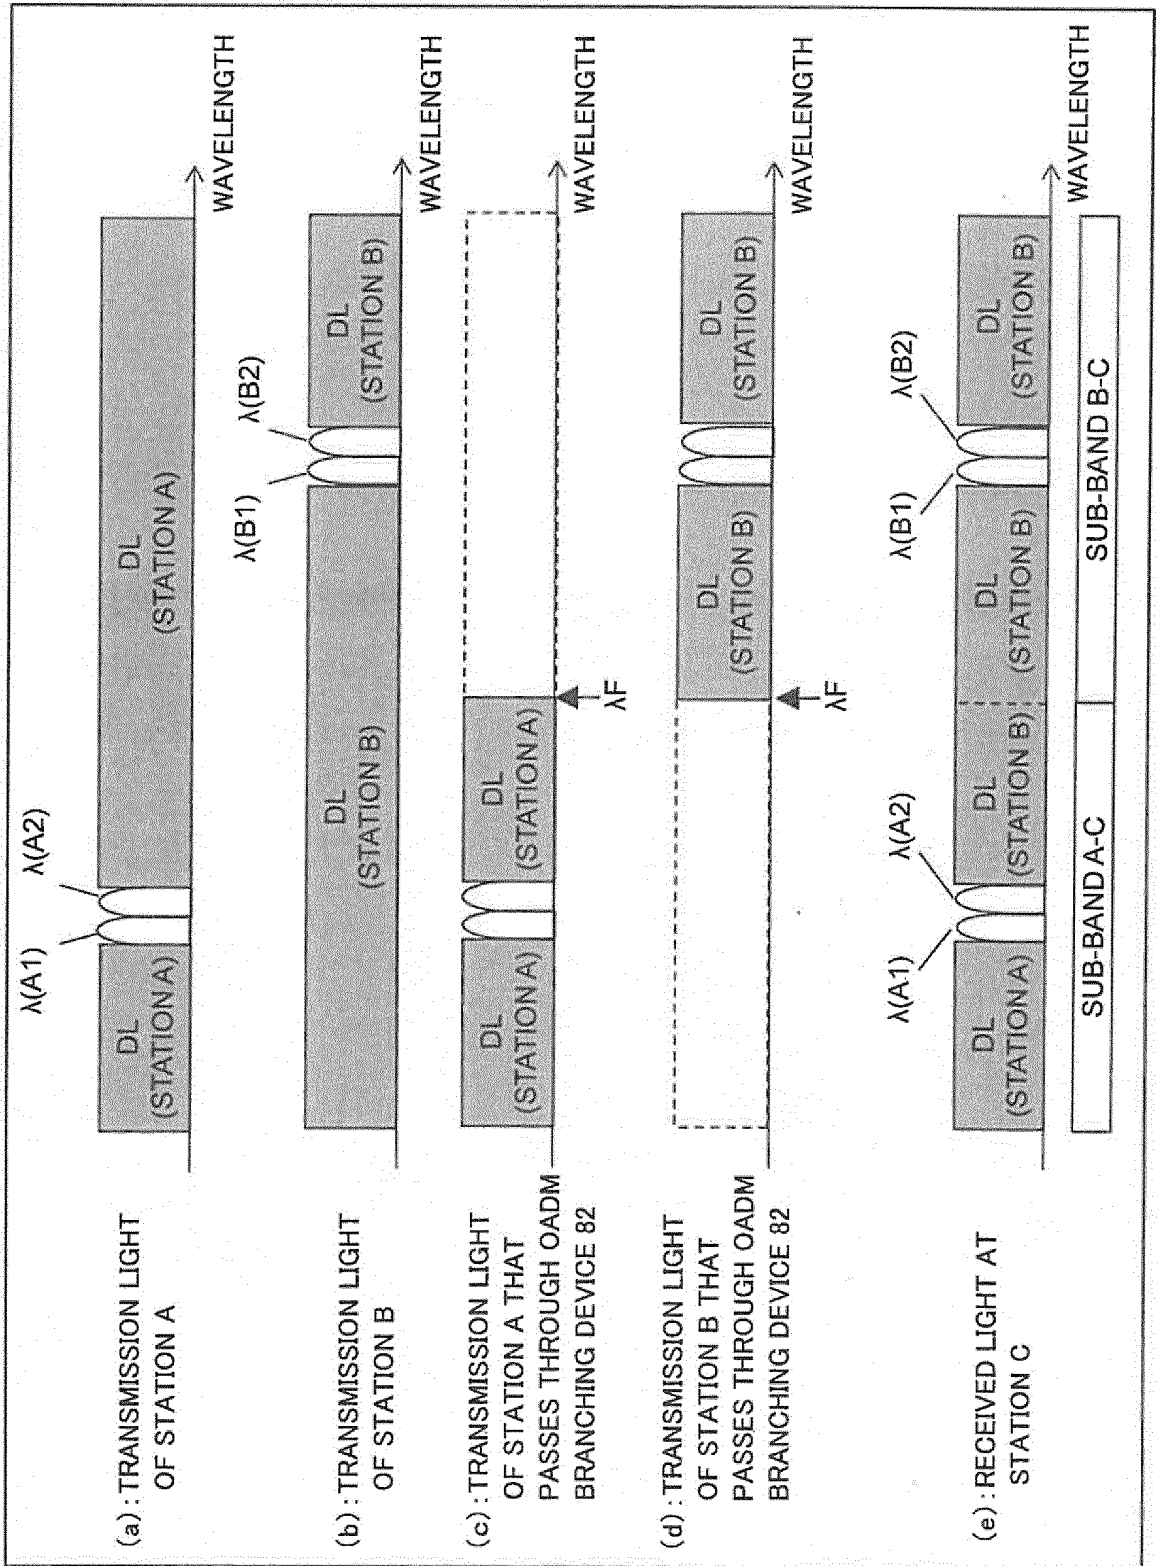 (a):TRANSMISSION LIGHT
OF STATION A
λ(A1)
λ(A2)
DL
(STATION A)
DL
(STATION A)
WAVELENGTH
(b):TRANSMISSION LIGHT
OF STATION B
λ(B1)
λ(B2)
DL
(STATION B)
DL
(STATION B)
WAVELENGTH
(c):TRANSMISSION LIGHT
OF STATION A THAT
PASSES THROUGH OADM
BRANCHING DEVICE 82
DL
(STATION A)
DL
(STATION A)
λF
WAVELENGTH
(d):TRANSMISSION LIGHT
OF STATION B THAT
PASSES THROUGH OADM
BRANCHING DEVICE 82
DL
(STATION B)
DL
(STATION B)
λF
WAVELENGTH
(e):RECEIVED LIGHT AT
STATION C
λ(A1)
λ(A2)
λ(B1)
λ(B2)
DL
(STATION A)
DL
(STATION B)
DL
(STATION B)
DL
(STATION B)
WAVELENGTH
SUB-BAND A-C
SUB-BAND B-C